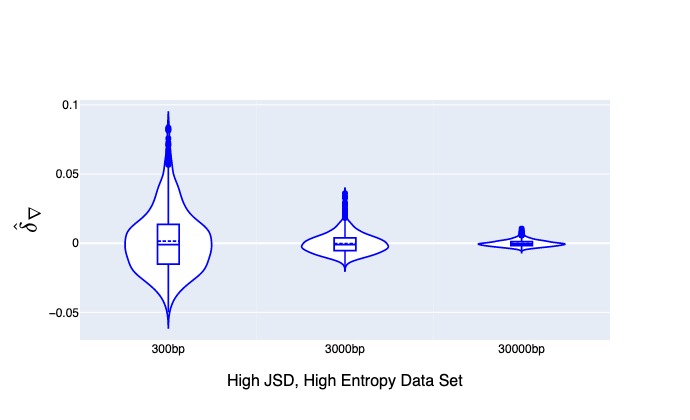 0.1
0.05
0
−0.05
δ̂ ∇
300bp
3000bp
30000bp
High JSD, High Entropy Data Set